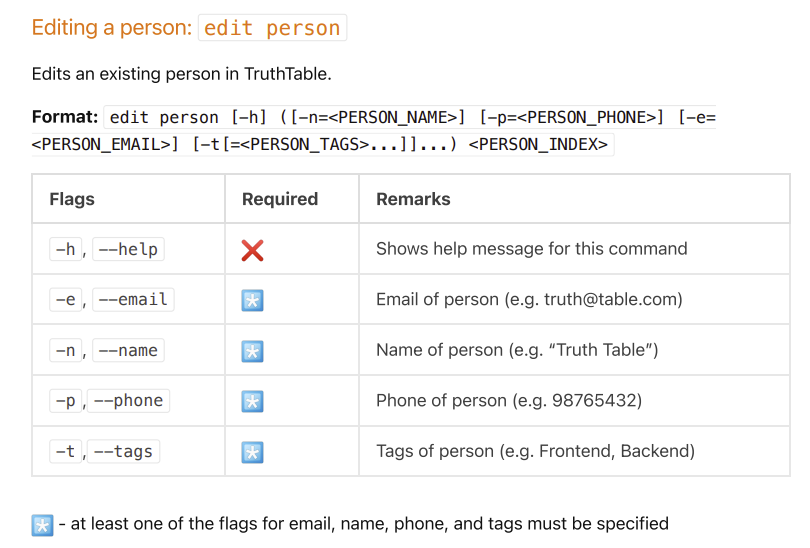 Editing a person: edit person
Edits an existing person in TruthTable.
Format: edit person [-h] ([-n=<PERSON_NAME>] [-p=<PERSON_PHONE>] [-e=
<PERSON_EMAIL>] [-t[=<PERSON_TAGS>...]]...) <PERSON_INDEX>
Flags Required Remarks
-h, --help ❌ Shows help message for this command
-e, --email *️⃣ Email of person (e.g. truth@table.com)
-n, --name *️⃣ Name of person (e.g. “Truth Table”)
-p, --phone *️⃣ Phone of person (e.g. 98765432)
-t, --tags *️⃣ Tags of person (e.g. Frontend, Backend)
*️⃣ - at least one of the flags for email, name, phone, and tags must be specified